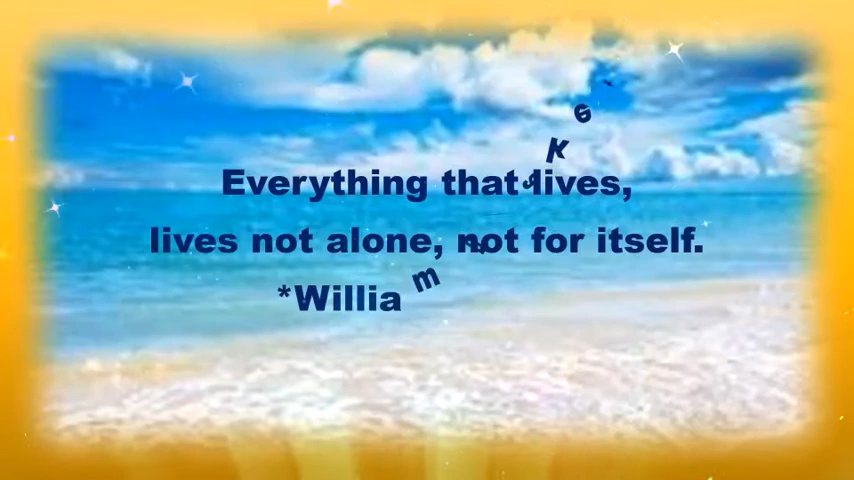 Everything that lives,
lives not alone, not for itself.
*William